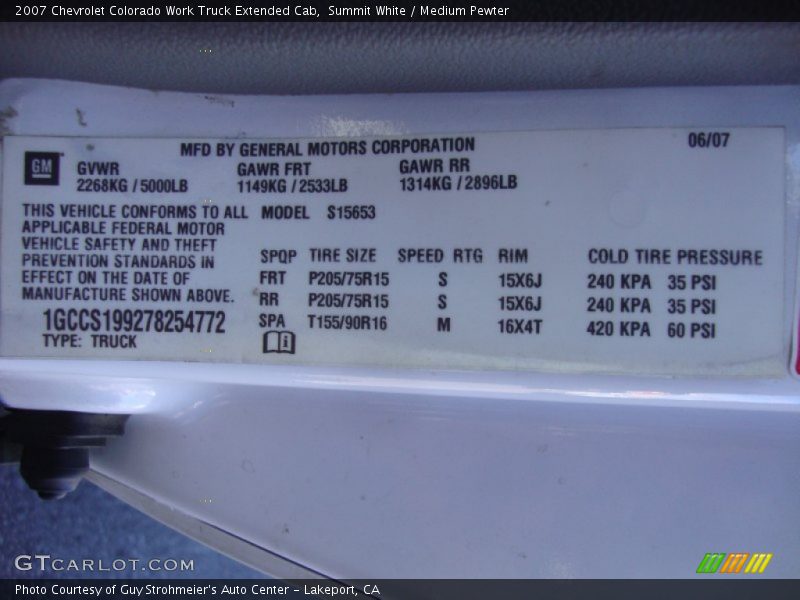 2007 Chevrolet Colorado Work Truck Extended Cab, Summit White / Medium Pewter
MFD BY GENERAL MOTORS CORPORATION 06/07
GM
GVWR GAWR FRT GAWR RR
2268KG / 5000LB 1149KG / 2533LB 1314KG / 2896LB
THIS VEHICLE CONFORMS TO ALL MODEL S15653
APPLICABLE FEDERAL MOTOR
VEHICLE SAFETY AND THEFT
PREVENTION STANDARDS IN
EFFECT ON THE DATE OF
MANUFACTURE SHOWN ABOVE.
1GCCS199278254772
TYPE: TRUCK
SPQP TIRE SIZE SPEED RTG RIM COLD TIRE PRESSURE
FRT P205/75R15 S 15X6J 240 KPA 35 PSI
RR P205/75R15 S 15X6J 240 KPA 35 PSI
SPA T155/90R16 M 16X4T 420 KPA 60 PSI
GTCARLOT.COM
Photo Courtesy of Guy Strohmeier's Auto Center - Lakeport, CA